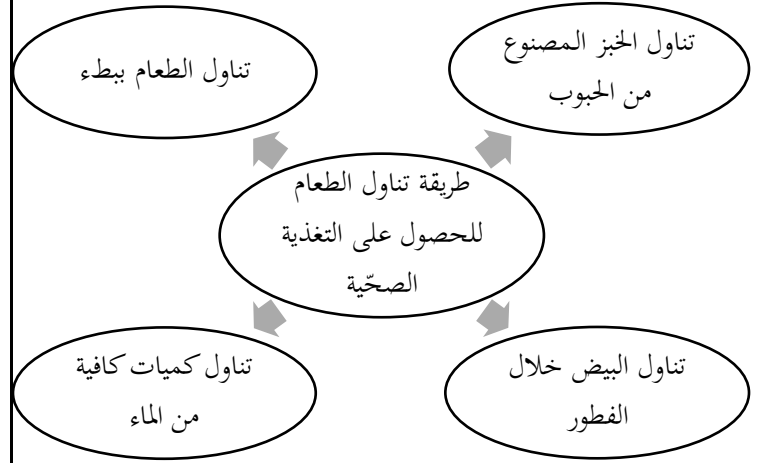 تناول الخبز المصنوع
من الحبوب
تناول الطعام ببطء
طريقة تناول الطعام
للحصول على التغذية
الصحّية
تناول البيض خلال
الفطور
تناول كميات كافية
من الماء